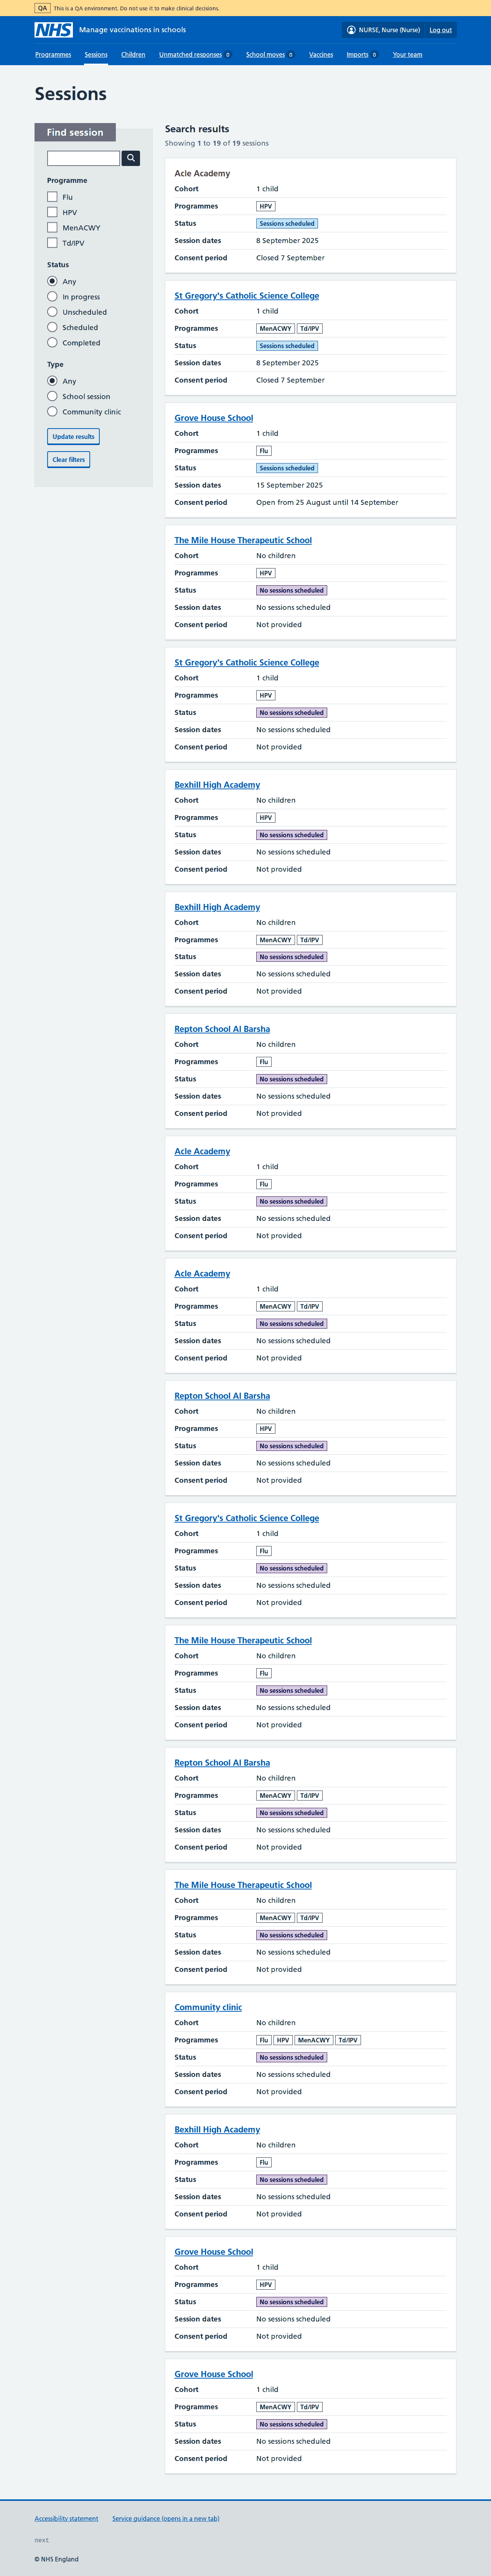 QA This is a QA environment. Do not use it to make clinical decisions.
NHS Manage vaccinations in schools
NURSE, Nurse (Nurse) Log out
Programmes Sessions Children Unmatched responses 0 School moves 0 Vaccines Imports 0 Your team
Sessions
Find session
Programme
Flu
HPV
MenACWY
Td/IPV
Status
Any
In progress
Unscheduled
Scheduled
Completed
Type
Any
School session
Community clinic
Update results
Clear filters
Search results
Showing 1 to 19 of 19 sessions
Acle Academy
Cohort 1 child
Programmes HPV
Status Sessions scheduled
Session dates 8 September 2025
Consent period Closed 7 September
St Gregory's Catholic Science College
Cohort 1 child
Programmes MenACWY Td/IPV
Status Sessions scheduled
Session dates 8 September 2025
Consent period Closed 7 September
Grove House School
Cohort 1 child
Programmes Flu
Status Sessions scheduled
Session dates 15 September 2025
Consent period Open from 25 August until 14 September
The Mile House Therapeutic School
Cohort No children
Programmes HPV
Status No sessions scheduled
Session dates No sessions scheduled
Consent period Not provided
St Gregory's Catholic Science College
Cohort 1 child
Programmes HPV
Status No sessions scheduled
Session dates No sessions scheduled
Consent period Not provided
Bexhill High Academy
Cohort No children
Programmes HPV
Status No sessions scheduled
Session dates No sessions scheduled
Consent period Not provided
Bexhill High Academy
Cohort No children
Programmes MenACWY Td/IPV
Status No sessions scheduled
Session dates No sessions scheduled
Consent period Not provided
Repton School Al Barsha
Cohort No children
Programmes Flu
Status No sessions scheduled
Session dates No sessions scheduled
Consent period Not provided
Acle Academy
Cohort 1 child
Programmes Flu
Status No sessions scheduled
Session dates No sessions scheduled
Consent period Not provided
Acle Academy
Cohort 1 child
Programmes MenACWY Td/IPV
Status No sessions scheduled
Session dates No sessions scheduled
Consent period Not provided
Repton School Al Barsha
Cohort No children
Programmes HPV
Status No sessions scheduled
Session dates No sessions scheduled
Consent period Not provided
St Gregory's Catholic Science College
Cohort 1 child
Programmes Flu
Status No sessions scheduled
Session dates No sessions scheduled
Consent period Not provided
The Mile House Therapeutic School
Cohort No children
Programmes Flu
Status No sessions scheduled
Session dates No sessions scheduled
Consent period Not provided
Repton School Al Barsha
Cohort No children
Programmes MenACWY Td/IPV
Status No sessions scheduled
Session dates No sessions scheduled
Consent period Not provided
The Mile House Therapeutic School
Cohort No children
Programmes MenACWY Td/IPV
Status No sessions scheduled
Session dates No sessions scheduled
Consent period Not provided
Community clinic
Cohort No children
Programmes Flu HPV MenACWY Td/IPV
Status No sessions scheduled
Session dates No sessions scheduled
Consent period Not provided
Bexhill High Academy
Cohort No children
Programmes Flu
Status No sessions scheduled
Session dates No sessions scheduled
Consent period Not provided
Grove House School
Cohort 1 child
Programmes HPV
Status No sessions scheduled
Session dates No sessions scheduled
Consent period Not provided
Grove House School
Cohort 1 child
Programmes MenACWY Td/IPV
Status No sessions scheduled
Session dates No sessions scheduled
Consent period Not provided
Accessibility statement Service guidance (opens in a new tab)
next
© NHS England